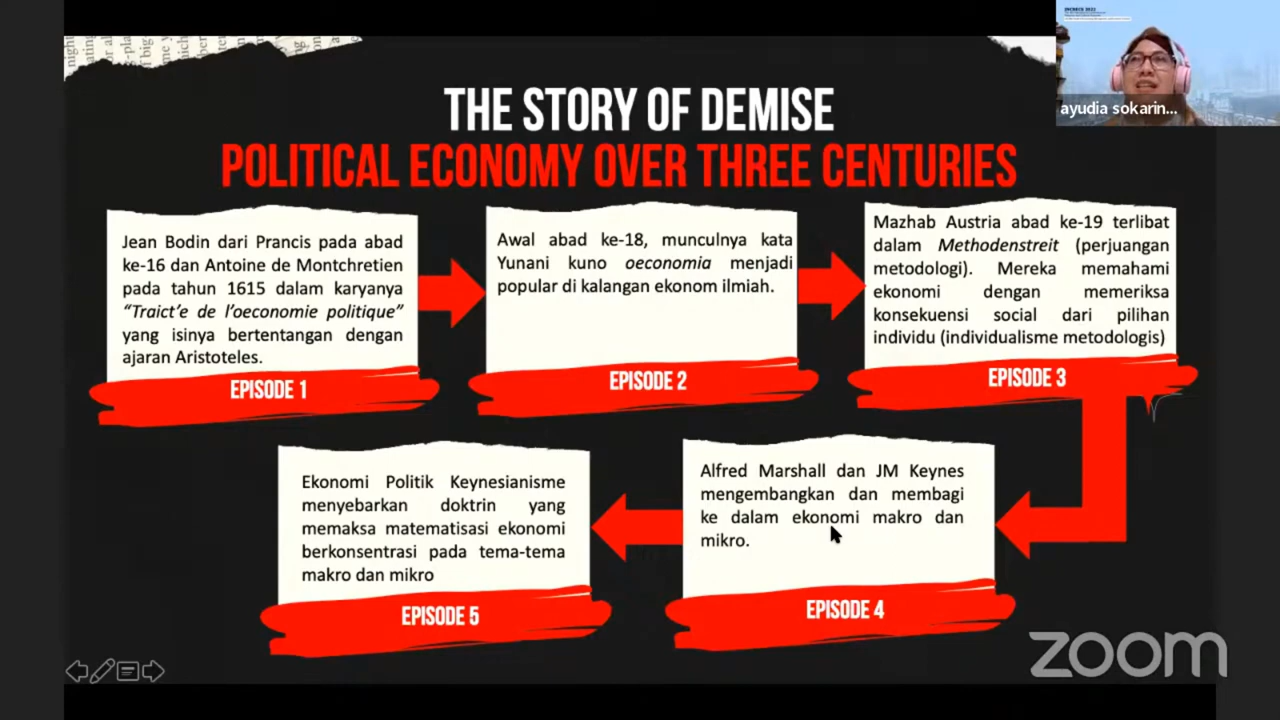 THE STORY OF DEMISE
POLITICAL ECONOMY OVER THREE CENTURIES
ayudia sokarin...
Jean Bodin dari Prancis pada abad
ke-16 dan Antoine de Montchretien
pada tahun 1615 dalam karyanya
“Traict’e de l’oeconomie politique”
yang isinya bertentangan dengan
ajaran Aristoteles.
EPISODE 1
Awal abad ke-18, munculnya kata
Yunani kuno oeconomia menjadi
popular di kalangan ekonom ilmiah.
EPISODE 2
Mazhab Austria abad ke-19 terlibat
dalam Methodenstreit (perjuangan
metodologi). Mereka memahami
ekonomi dengan memeriksa
konsekuensi social dari pilihan
individu (individualisme metodologis)
EPISODE 3
Alfred Marshall dan JM Keynes
mengembangkan dan membagi
ke dalam ekonomi makro dan
mikro.
EPISODE 4
Ekonomi Politik Keynesianisme
menyebarkan doktrin yang
memaksa matematisasi ekonomi
berkonsentrasi pada tema-tema
makro dan mikro
EPISODE 5
zoom